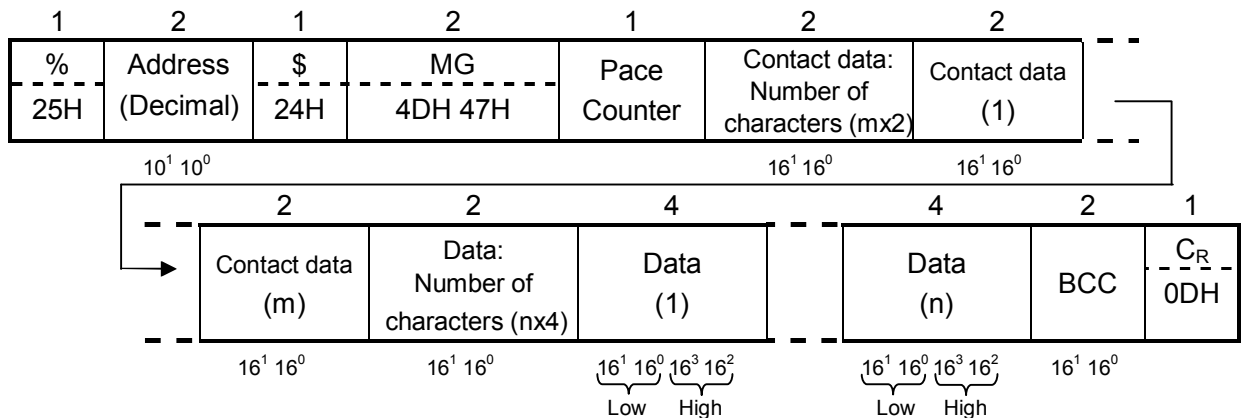 1 2 1 2 1 2 2
% Address $ MG Pace Contact data: Contact data
25H (Decimal) 24H 4DH 47H Counter Number of (1)
characters (mx2)
10¹ 10⁰ 16¹ 16⁰ 16¹ 16⁰
2 2 4 4 2 1
Contact data Data: Data Data BCC C_R
(m) Number of (1) (n) 0DH
characters (nx4)
16¹ 16⁰ 16¹ 16⁰ 16¹ 16⁰ 16³ 16² 16¹ 16⁰ 16³ 16² 16¹ 16⁰
Low High Low High